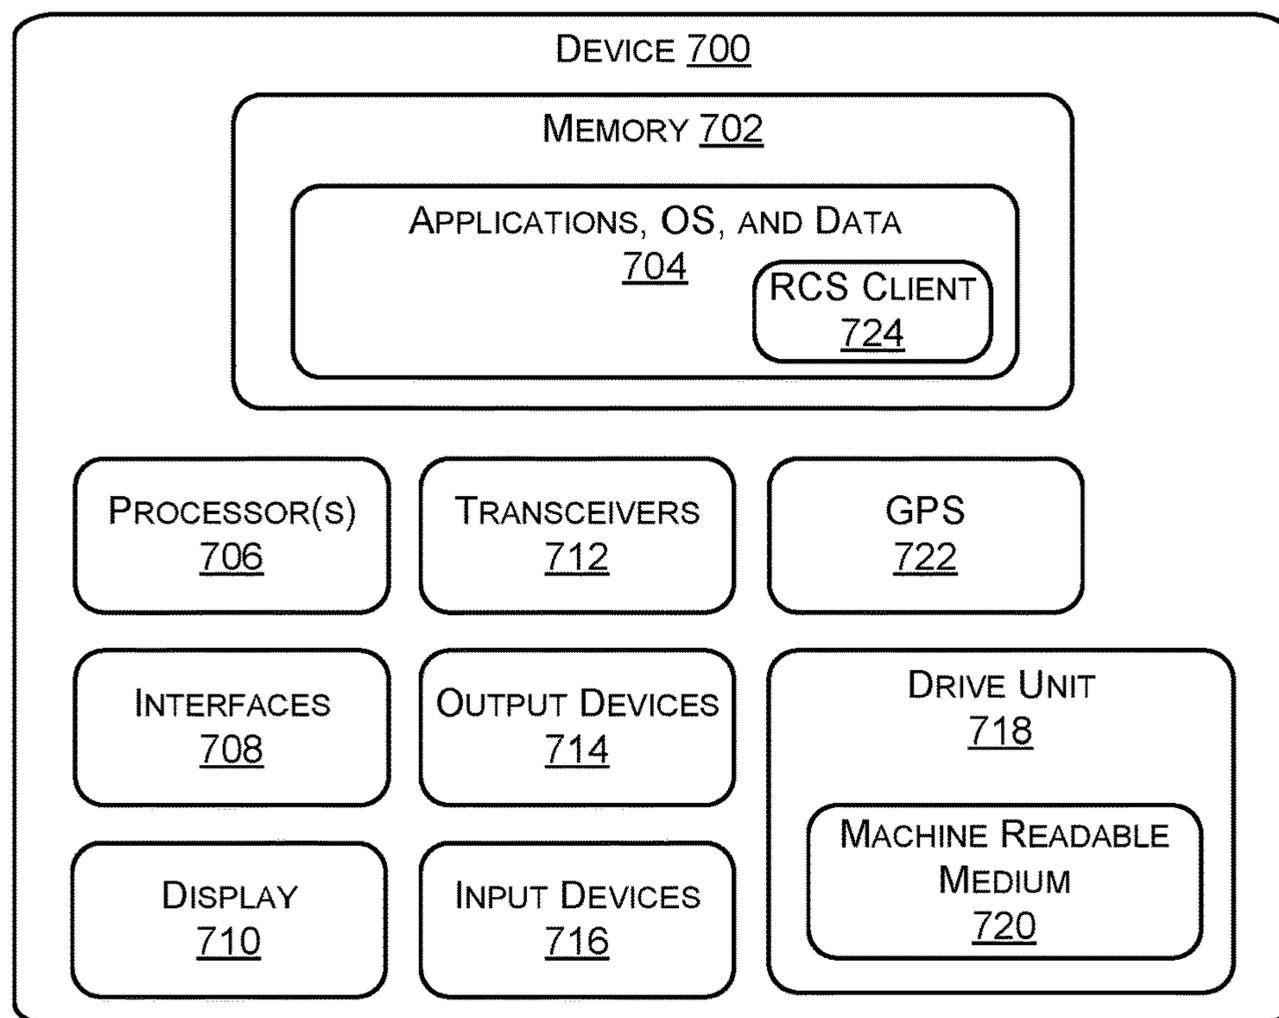 DEVICE 700
MEMORY 702
APPLICATIONS, OS, AND DATA
704
RCS CLIENT
724
PROCESSOR(S)
706
TRANSCEIVERS
712
GPS
722
INTERFACES
708
OUTPUT DEVICES
714
DRIVE UNIT
718
DISPLAY
710
INPUT DEVICES
716
MACHINE READABLE
MEDIUM
720